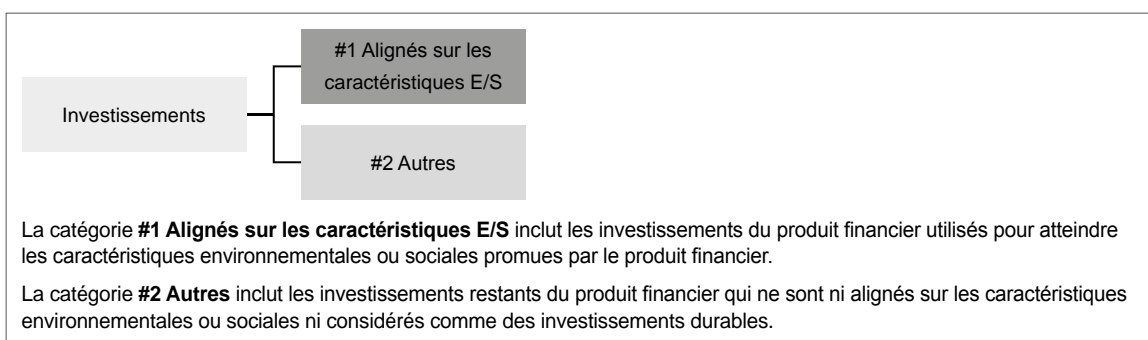 #1 Alignés sur les
caractéristiques E/S
Investissements
#2 Autres
La catégorie #1 Alignés sur les caractéristiques E/S inclut les investissements du produit financier utilisés pour atteindre
les caractéristiques environnementales ou sociales promues par le produit financier.
La catégorie #2 Autres inclut les investissements restants du produit financier qui ne sont ni alignés sur les caractéristiques
environnementales ou sociales ni considérés comme des investissements durables.